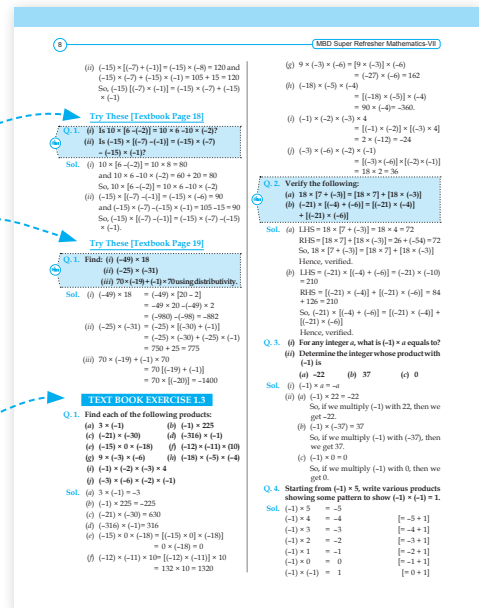 8
MBD Super Refresher Mathematics-VII
(ii) (–15) × [(–7) + (–1)] = (–15) × (–8) = 120 and
(–15) × (–7) + (–15) × (–1) = 105 + 15 = 120
So, (–15) [(–7) × (–1)] = (–15) × (–7) + (–15)
× (–1)
Try These [Textbook Page 18]
Q. 1. (i) Is 10 × [6 –(–2)] = 10 × 6 –10 × (–2)?
(ii) Is (–15) × [(–7) –(–1)] = (–15) × (–7)
– (–15) × (–1)?
Sol. (i) 10 × [6 –(–2)] = 10 × 8 = 80
and 10 × 6 –10 × (–2) = 60 + 20 = 80
So, 10 × [6 –(–2)] = 10 × 6 –10 × (–2)
(ii) (–15) × [(–7) –(–1)] = (–15) × (–6) = 90
and (–15) × (–7) –(–15) × (–1) = 105 –15 = 90
So, (–15) × [(–7) –(–1)] = (–15) × (–7) –(–15)
× (–1).
Try These [Textbook Page 19]
Q. 1. Find: (i) (–49) × 18
(ii) (–25) × (–31)
(iii) 70 × (–19) + (–1) × 70 using distributivity.
Sol. (i) (–49) × 18 = (–49) × [20 – 2]
= –49 × 20 –(–49) × 2
= (–980) –(–98) = –882
(ii) (–25) × (–31) = (–25) × [(–30) + (–1)]
= (–25) × (–30) + (–25) × (–1)
= 750 + 25 = 775
(iii) 70 × (–19) + (–1) × 70
= 70 [(–19) + (–1)]
= 70 × [(–20)] = –1400
TEXT BOOK EXERCISE 1.3
Q. 1. Find each of the following products:
(a) 3 × (–1) (b) (–1) × 225
(c) (–21) × (–30) (d) (–316) × (–1)
(e) (–15) × 0 × (–18) (f) (–12) × (–11) × (10)
(g) 9 × (–3) × (–6) (h) (–18) × (–5) × (–4)
(i) (–1) × (–2) × (–3) × 4
(j) (–3) × (–6) × (–2) × (–1)
Sol. (a) 3 × (–1) = –3
(b) (–1) × 225 = –225
(c) (–21) × (–30) = 630
(d) (–316) × (–1) = 316
(e) (–15) × 0 × (–18) = [(–15) × 0] × (–18)]
= 0 × (–18) = 0
(f) (–12) × (–11) × 10= [(–12) × (–11)] × 10
= 132 × 10 = 1320
(g) 9 × (–3) × (–6) = [9 × (–3)] × (–6)
= (–27) × (–6) = 162
(h) (–18) × (–5) × (–4)
= [(–18) × (–5)] × (–4)
= 90 × (–4)= –360.
(i) (–1) × (–2) × (–3) × 4
= [(–1) × (–2)] × [(–3) × 4]
= 2 × (–12) = –24
(j) (–3) × (–6) × (–2) × (–1)
= [(–3)×(–6)] ×[(–2)×(–1)]
= 18 × 2 = 36
Q. 2. Verify the following:
(a) 18 × [7 + (–3)] = [18 × 7] + [18 × (–3)]
(b) (–21) × [(–4) + (–6)] = [(–21) × (–4)]
+ [(–21) × (–6)]
Sol. (a) LHS = 18 × [7 + (–3)] = 18 × 4 = 72
RHS = [18 × 7] + [18 × (–3)] = 26 + (–54) = 72
So, 18 × [7 + (–3)] = [18 × 7] + [18 × (–3)]
Hence, verified.
(b) LHS = (–21) × [(–4) + (–6)] = (–21) × (–10)
= 210
RHS = [(–21) × (–4)] + [(–21) × (–6)] = 84
+ 126 = 210
So, (–21) × [(–4) + (–6)] = [(–21) × (–4)] +
[(–21) × (–6)]
Hence, verified.
Q. 3. (i) For any integer a, what is (–1) × a equals to?
(ii) Determine the integer whose product with
(–1) is
(a) –22 (b) 37 (c) 0
Sol. (i) (–1) × a = –a
(ii) (a) (–1) × 22 = –22
So, if we multiply (–1) with 22, then we
get –22.
(b) (–1) × (–37) = 37
So, if we multiply (–1) with (–37), then
we get 37.
(c) (–1) × 0 = 0
So, if we multiply (–1) with 0, then we
get 0.
Q. 4. Starting from (–1) × 5, write various products
showing some pattern to show (–1) × (–1) = 1.
Sol. (–1) × 5 = –5
(–1) × 4 = –4 [= –5 + 1]
(–1) × 3 = –3 [= –4 + 1]
(–1) × 2 = –2 [= –3 + 1]
(–1) × 1 = –1 [= –2 + 1]
(–1) × 0 = 0 [= –1 + 1]
(–1) × (–1) = 1 [= 0 + 1]